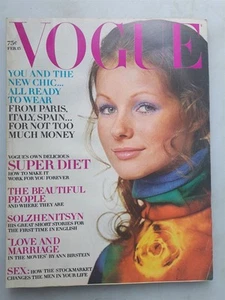 VOGUE
75¢
FEB. 15
YOU AND THE
NEW CHIC...
ALL READY
TO WEAR
FROM PARIS,
ITALY, SPAIN...
FOR NOT TOO
MUCH MONEY
VOGUE'S OWN DELICIOUS
SUPER DIET
HOW TO MAKE IT
WORK FOR YOU FOREVER
THE BEAUTIFUL
PEOPLE
AND WHERE THEY ARE
SOLZHENITSYN
HIS GREAT SHORT STORIES FOR
THE FIRST TIME IN ENGLISH
"LOVE AND
MARRIAGE
IN THE MOVIES" BY ANN BIRSTEIN
SEX: HOW THE STOCKMARKET
CHANGES THE MEN IN YOUR LIFE